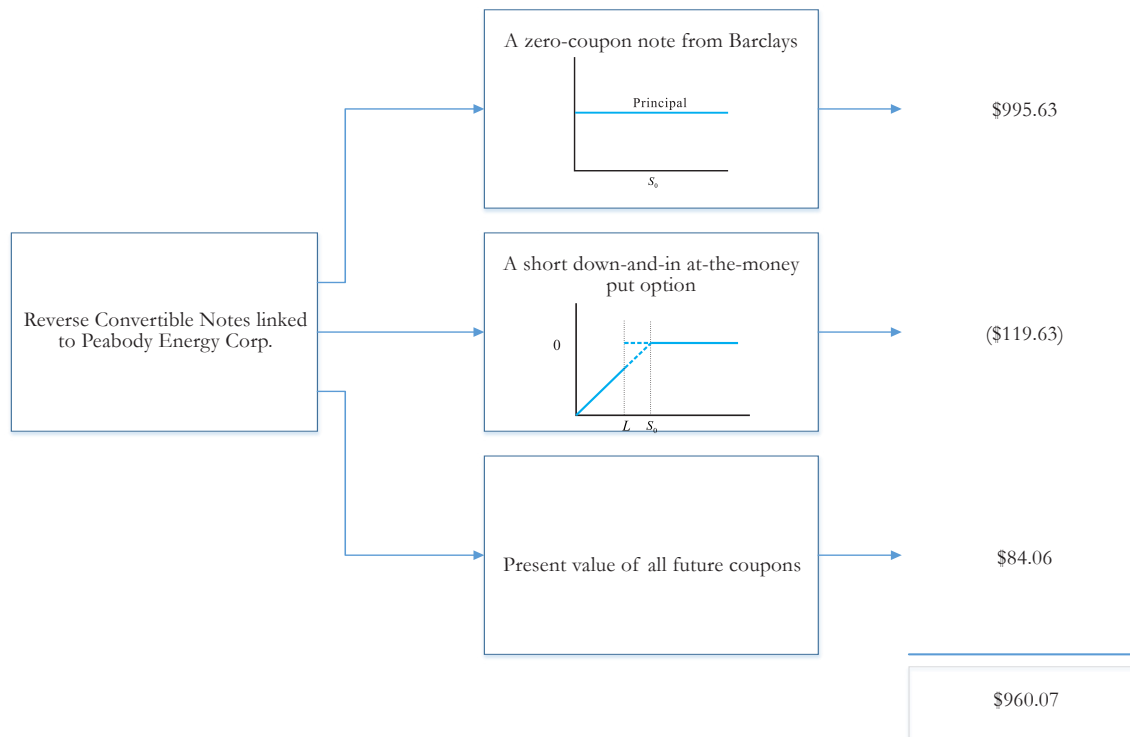 A zero-coupon note from Barclays
Principal
S₀
$995.63
Reverse Convertible Notes linked
to Peabody Energy Corp.
A short down-and-in at-the-money
put option
0
L S₀
($119.63)
Present value of all future coupons
$84.06
$960.07